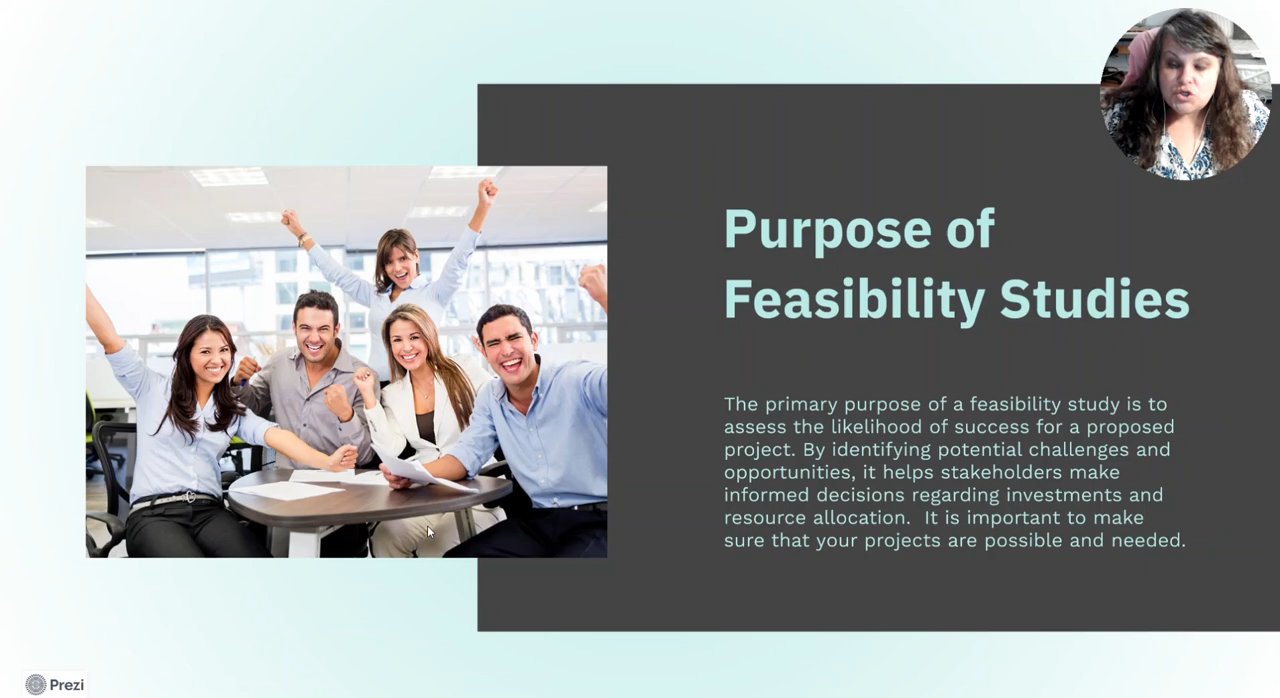 Purpose of
Feasibility Studies
The primary purpose of a feasibility study is to
assess the likelihood of success for a proposed
project. By identifying potential challenges and
opportunities, it helps stakeholders make
informed decisions regarding investments and
resource allocation.  It is important to make
sure that your projects are possible and needed.
Prezi